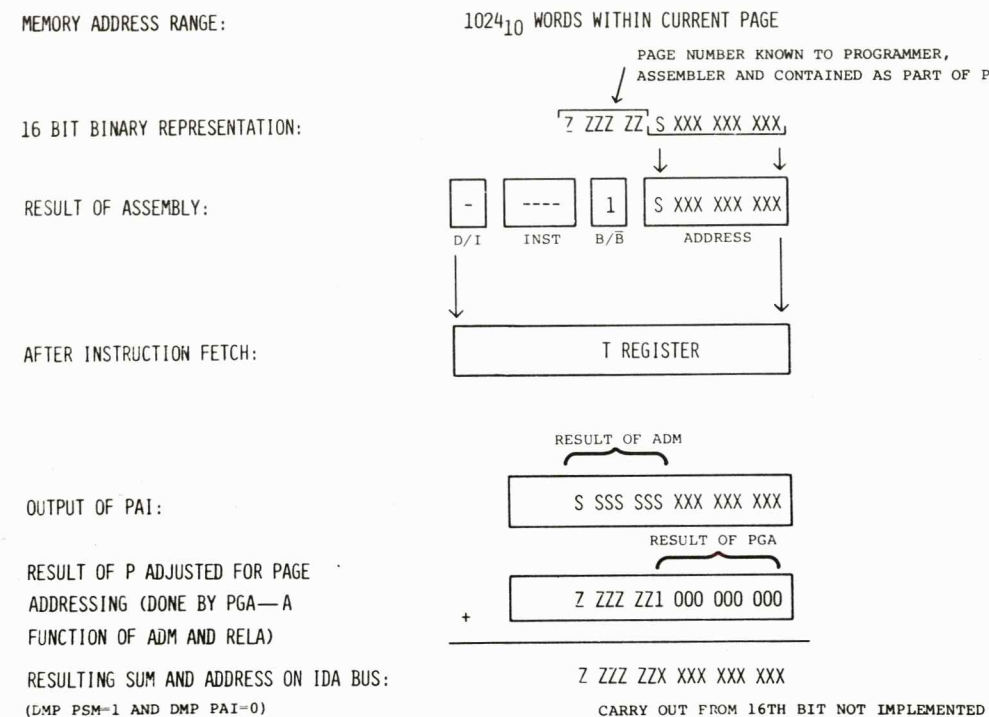 MEMORY ADDRESS RANGE: 1024₁₀ WORDS WITHIN CURRENT PAGE
PAGE NUMBER KNOWN TO PROGRAMMER,
ASSEMBLER AND CONTAINED AS PART OF P
16 BIT BINARY REPRESENTATION: Z ZZZ ZZ S XXX XXX XXX
RESULT OF ASSEMBLY: - ---- 1 S XXX XXX XXX
D/I INST B/B̅ ADDRESS
AFTER INSTRUCTION FETCH: T REGISTER
RESULT OF ADM
OUTPUT OF PAI: S SSS SSS XXX XXX XXX
RESULT OF PGA
RESULT OF P ADJUSTED FOR PAGE
ADDRESSING (DONE BY PGA—A Z ZZZ ZZ1 000 000 000
FUNCTION OF ADM AND RELA) +
RESULTING SUM AND ADDRESS ON IDA BUS: Z ZZZ ZZX XXX XXX XXX
(DMP PSM=1 AND DMP PAI=0) CARRY OUT FROM 16TH BIT NOT IMPLEMENTED